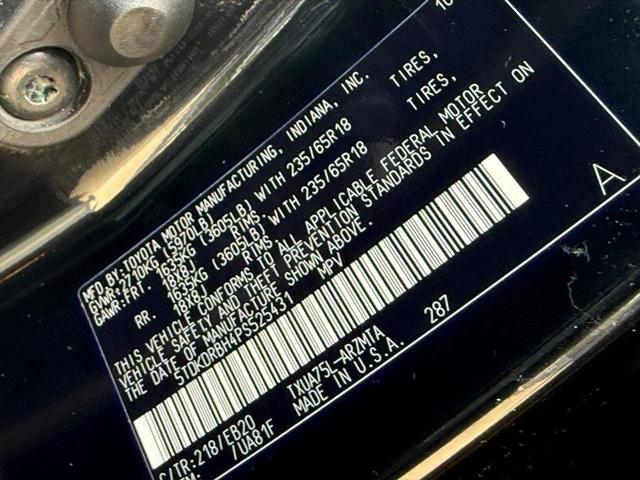 10
MFD.BY:TOYOTA MOTOR MANUFACTURING, INDIANA, INC.
GVWR:2710KG (5970LB)
GAWR:FRT. 1635KG (3605LB) WITH 235/65R18 TIRES,
18X8J RIMS,
RR. 1635KG (3605LB) WITH 235/65R18 TIRES,
18X8J RIMS
THIS VEHICLE CONFORMS TO ALL APPLICABLE FEDERAL MOTOR
VEHICLE SAFETY AND THEFT PREVENTION STANDARDS IN EFFECT ON
THE DATE OF MANUFACTURE SHOWN ABOVE.
5TDKDRBH4PS525431 MPV
A
C/TR:218/EB20 TXUA75L-ARZMTA 287
/UA81F MADE IN U.S.A.